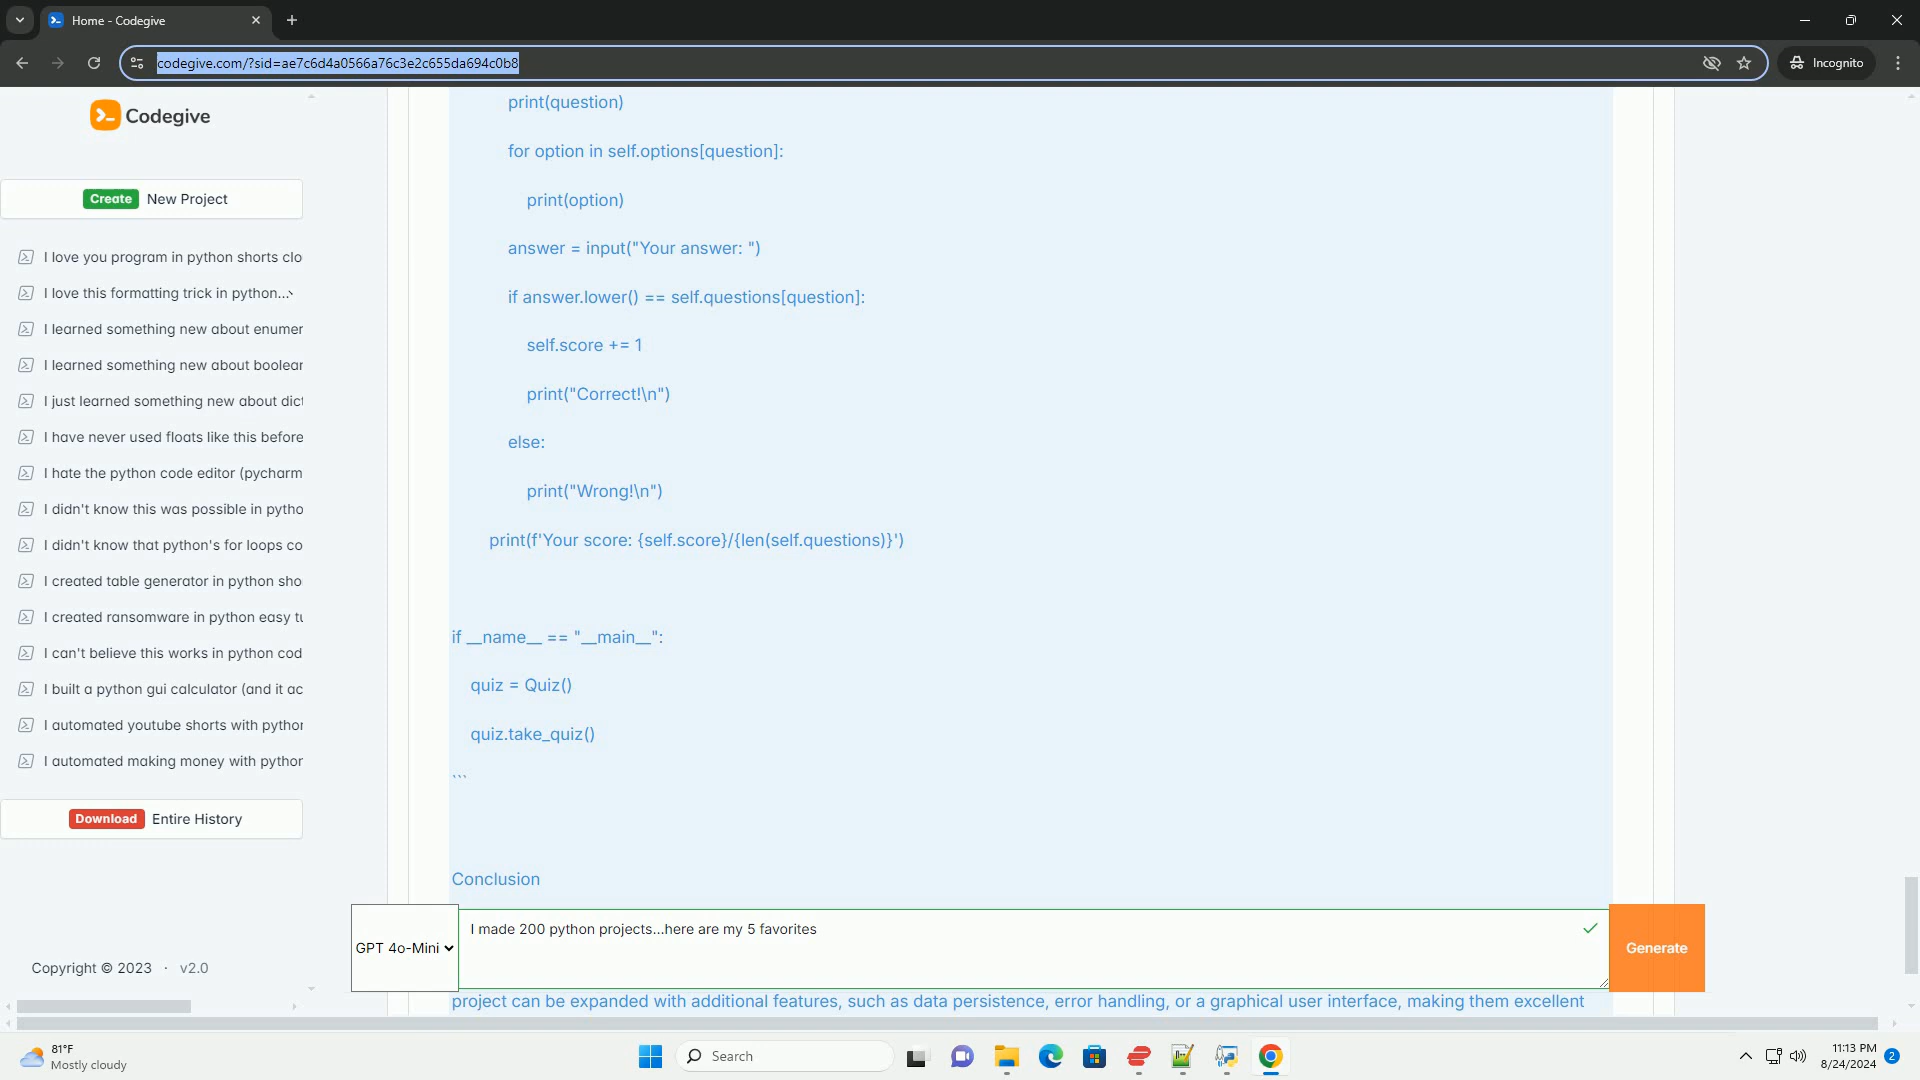 Home - Codegive
codegive.com/?sid=ae7c6d4a0566a76c3e2c655da694c0b8
Incognito
Codegive
Create New Project
I love you program in python shorts clo
I love this formatting trick in python...
I learned something new about enumer
I learned something new about boolear
I just learned something new about dict
I have never used floats like this before
I hate the python code editor (pycharm
I didn't know this was possible in pytho
I didn't know that python's for loops co
I created table generator in python sho
I created ransomware in python easy tu
I can't believe this works in python cod
I built a python gui calculator (and it ac
I automated youtube shorts with pythor
I automated making money with pythor
Download Entire History
Copyright © 2023 · v2.0
print(question)
for option in self.options[question]:
print(option)
answer = input("Your answer: ")
if answer.lower() == self.questions[question]:
self.score += 1
print("Correct!\n")
else:
print("Wrong!\n")
print(f'Your score: {self.score}/{len(self.questions)}')
if __name__ == "__main__":
quiz = Quiz()
quiz.take_quiz()
```
Conclusion
GPT 4o-Mini
I made 200 python projects...here are my 5 favorites
Generate
project can be expanded with additional features, such as data persistence, error handling, or a graphical user interface, making them excellent
81°F
Mostly cloudy
Search
11:13 PM
8/24/2024
2